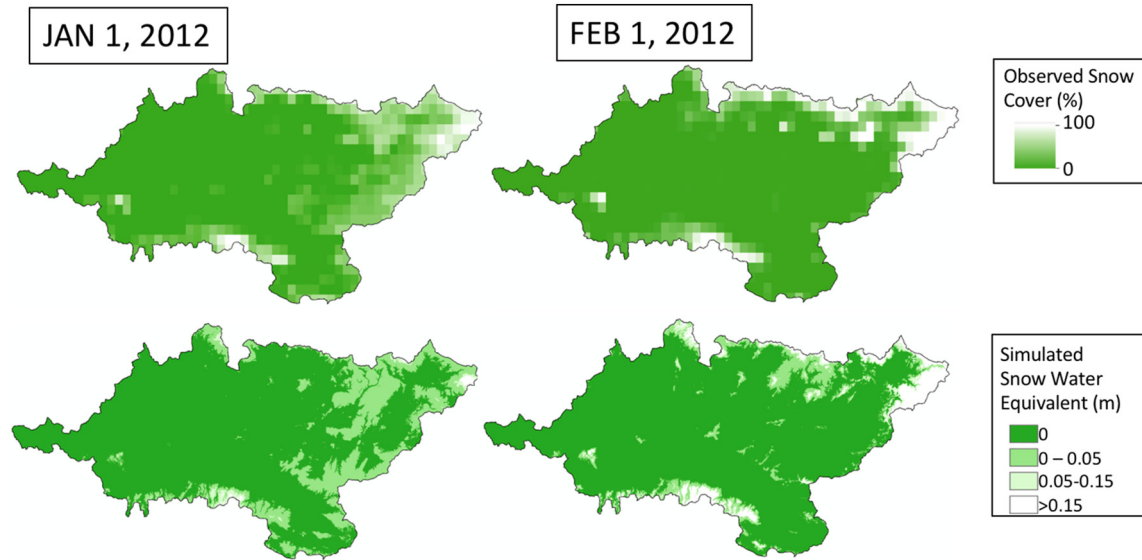 JAN 1, 2012
FEB 1, 2012
Observed Snow
Cover (%)
100
0
Simulated
Snow Water
Equivalent (m)
0
0 – 0.05
0.05-0.15
>0.15